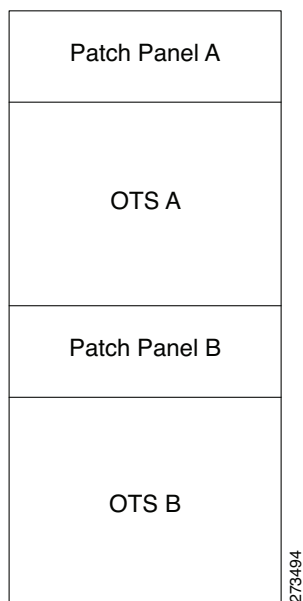 Patch Panel A
OTS A
Patch Panel B
OTS B
273494